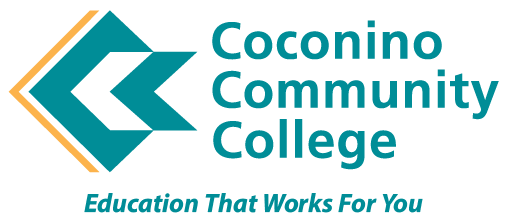 Coconino
Community
College
Education That Works For You